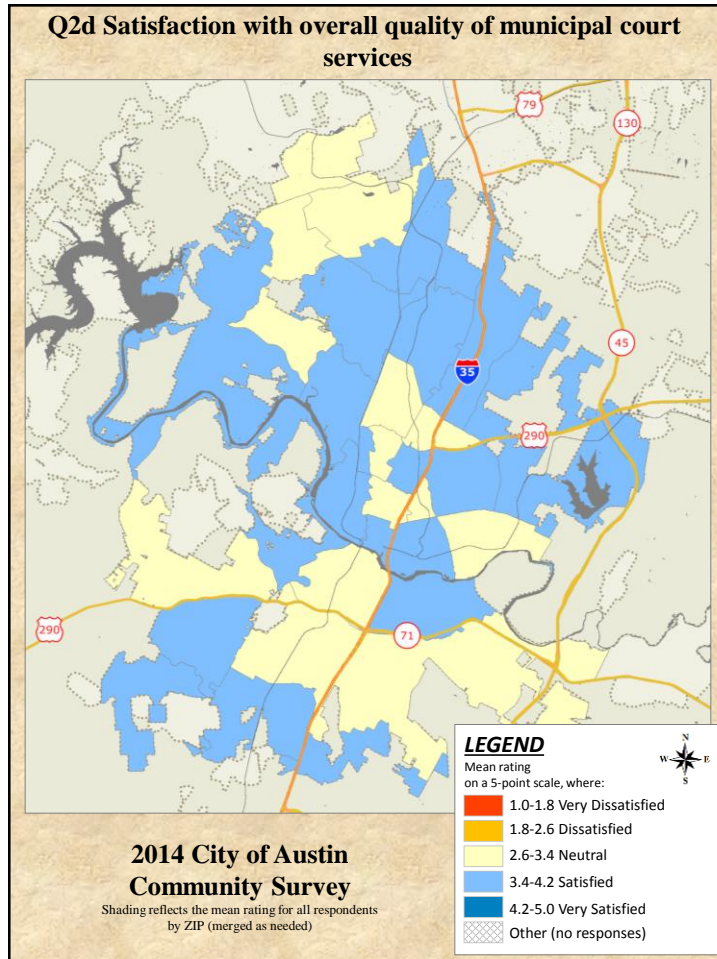 Q2d Satisfaction with overall quality of municipal court
services
79
130
45
35
290
290
71
LEGEND
Mean rating
on a 5-point scale, where:
N
W E
S
1.0-1.8 Very Dissatisfied
1.8-2.6 Dissatisfied
2.6-3.4 Neutral
3.4-4.2 Satisfied
4.2-5.0 Very Satisfied
Other (no responses)
2014 City of Austin
Community Survey
Shading reflects the mean rating for all respondents
by ZIP (merged as needed)